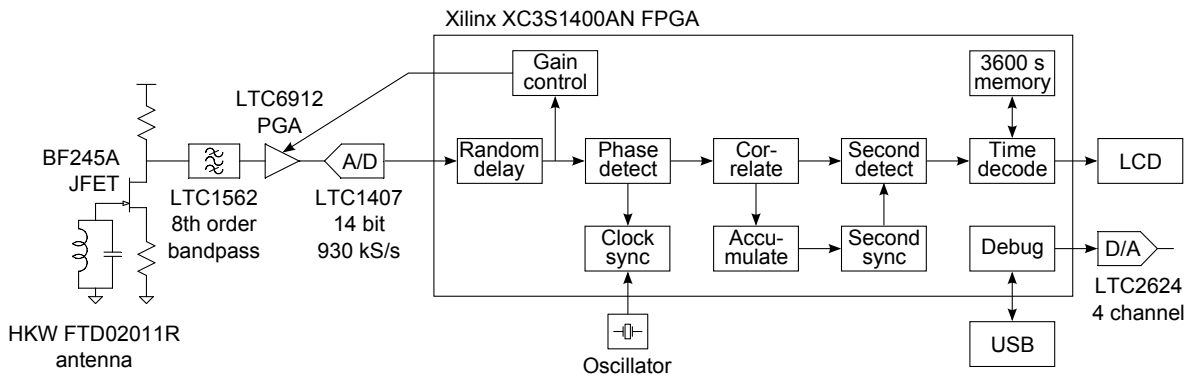 Xilinx XC3S1400AN FPGA
Gain
control
3600 s
memory
LTC6912
PGA
BF245A
JFET
A/D
Random
delay
Phase
detect
Cor-
relate
Second
detect
Time
decode
LCD
LTC1562
8th order
bandpass
LTC1407
14 bit
930 kS/s
Clock
sync
Accu-
mulate
Second
sync
Debug
D/A
LTC2624
4 channel
HKW FTD02011R
antenna
Oscillator
USB